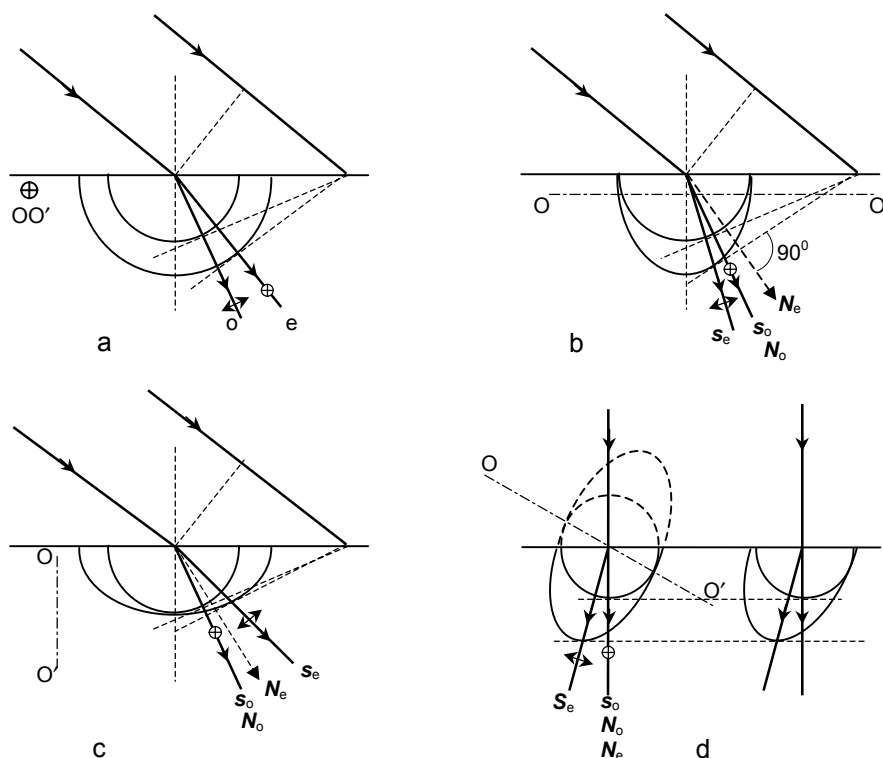 ⊕
OO′
⊕
o
e
a
O
O
90⁰
⊕
Nₑ
sₑ
sₒ
Nₒ
b
O
O′
⊕
Nₑ
sₑ
sₒ
Nₒ
c
O
O′
⊕
Sₑ
sₒ
Nₒ
Nₑ
d